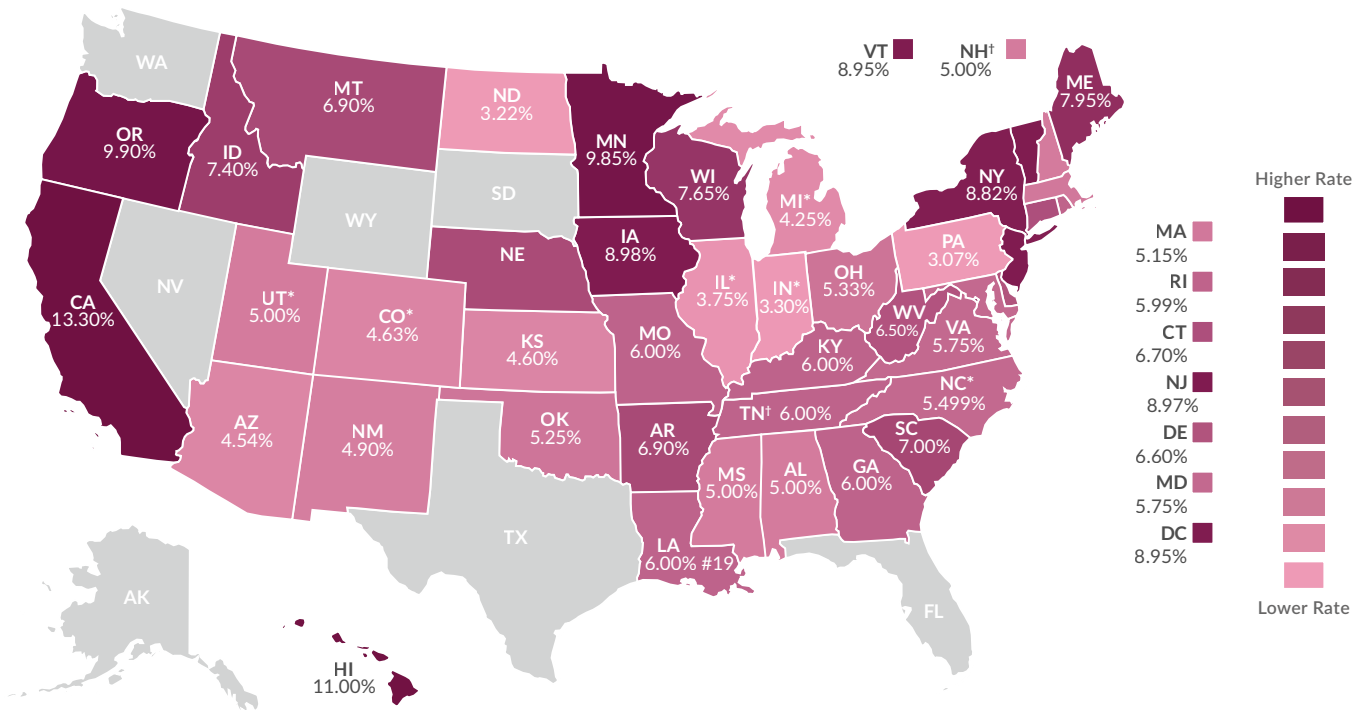 WA
MT
6.90%
ND
3.22%
OR
9.90%
ID
7.40%
MN
9.85%
WI
7.65%
SD
WY
MI*
4.25%
VT
8.95%
NH†
5.00%
ME
7.95%
NY
8.82%
CA
13.30%
NV
UT*
5.00%
CO*
4.63%
NE
IA
8.98%
IL*
3.75%
IN*
3.30%
OH
5.33%
PA
3.07%
WV
6.50%
VA
5.75%
KS
4.60%
MO
6.00%
KY
6.00%
NC*
5.499%
TN† 6.00%
AZ
4.54%
NM
4.90%
OK
5.25%
AR
6.90%
SC
7.00%
MS
5.00%
AL
5.00%
GA
6.00%
TX
LA
6.00% #19
FL
AK
HI
11.00%
MA
5.15%
RI
5.99%
CT
6.70%
NJ
8.97%
DE
6.60%
MD
5.75%
DC
8.95%
Higher Rate
Lower Rate